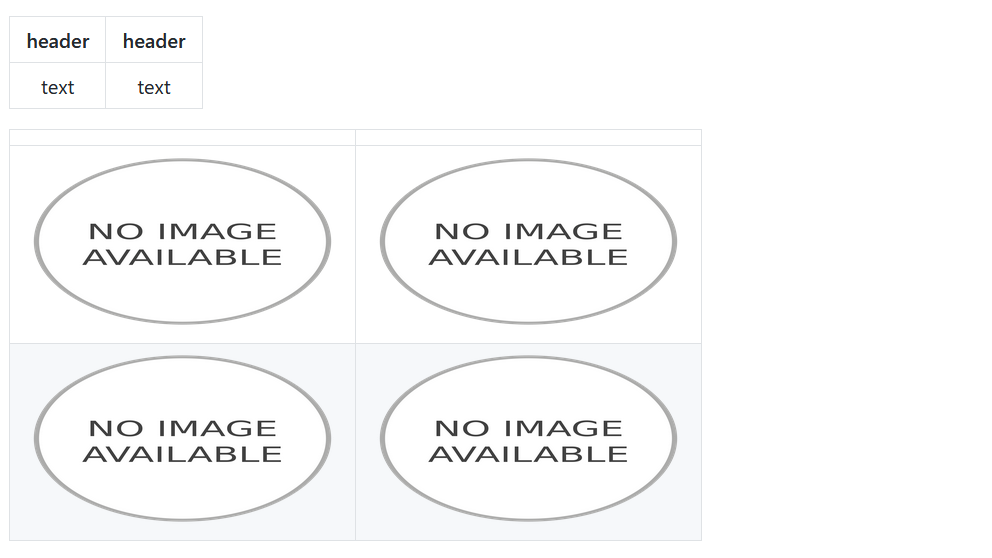 header header
text text
NO IMAGE NO IMAGE
AVAILABLE AVAILABLE
NO IMAGE NO IMAGE
AVAILABLE AVAILABLE